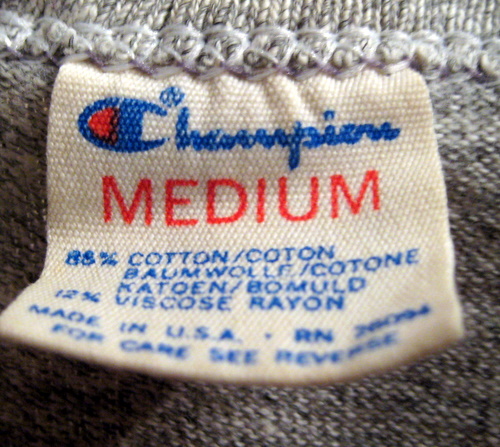 Champion®
MEDIUM
88% COTTON/COTON
BAUMWOLLE/COTONE
KATOEN/BOMULD
12% VISCOSE RAYON
MADE IN U.S.A. · RN 26094
FOR CARE SEE REVERSE